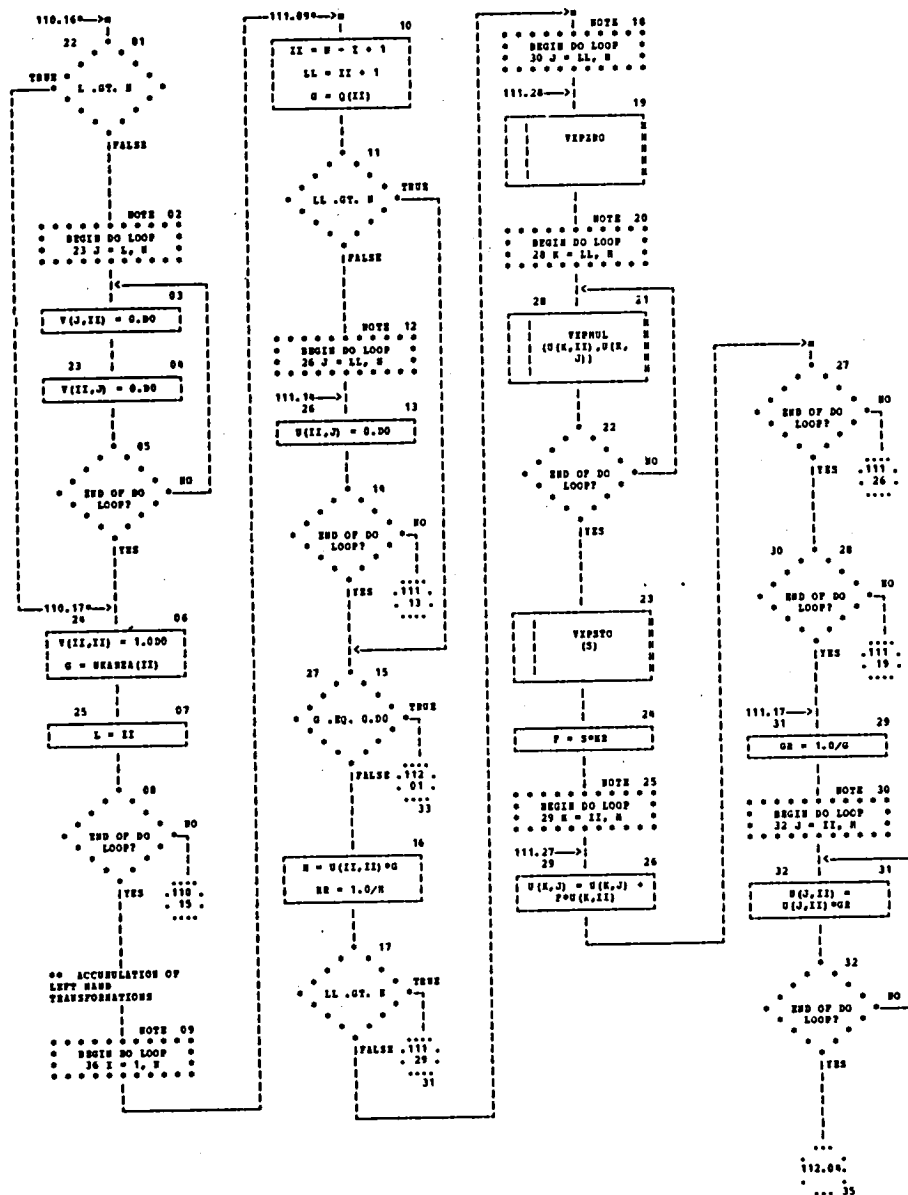 110.16*--->*
22 01
L .GT. N
TRUE
FALSE
NOTE 02
BEGIN DO LOOP
23 J = L, N
03
V(J,II) = 0.D0
23 04
V(II,J) = 0.D0
05
END OF DO
LOOP?
NO
YES
110.17*--->
24 06
V(II,II) = 1.0D0
25 07
L = II
08
END OF DO
LOOP?
NO
YES
110
15
** ACCUMULATION OF
LEFT HAND
TRANSFORMATIONS
NOTE 09
BEGIN DO LOOP
36 I = 1, N
111.09*--->*
10
II = N - I + 1
LL = II + 1
G = Q(II)
11
LL .GT. N
TRUE
FALSE
NOTE 12
BEGIN DO LOOP
26 J = LL, N
111.14--->
26 13
U(II,J) = 0.D0
14
END OF DO
LOOP?
NO
YES
111
13
27 15
G .EQ. 0.D0
TRUE
FALSE
112
01
33
16
H = U(II,II)*G
HR = 1.0/H
17
LL .GT. N
TRUE
FALSE
111
29
31
NOTE 18
BEGIN DO LOOP
30 J = LL, N
111.28--->
19
VIPZRO
NOTE 20
BEGIN DO LOOP
28 K = LL, M
28 21
VIPMUL
(U(K,II),U(K,
J))
22
END OF DO
LOOP?
NO
YES
23
VIPSTO
(S)
24
F = S*HR
NOTE 25
BEGIN DO LOOP
29 K = II, M
111.27--->
29 26
U(K,J) = U(K,J) +
F*U(K,II)
27
END OF DO
LOOP?
NO
YES
111
26
30 28
END OF DO
LOOP?
NO
YES
111
19
111.17--->
31 29
GR = 1.0/G
NOTE 30
BEGIN DO LOOP
32 J = II, M
32 31
U(J,II) =
U(J,II)*GR
32
END OF DO
LOOP?
NO
YES
112.04
35